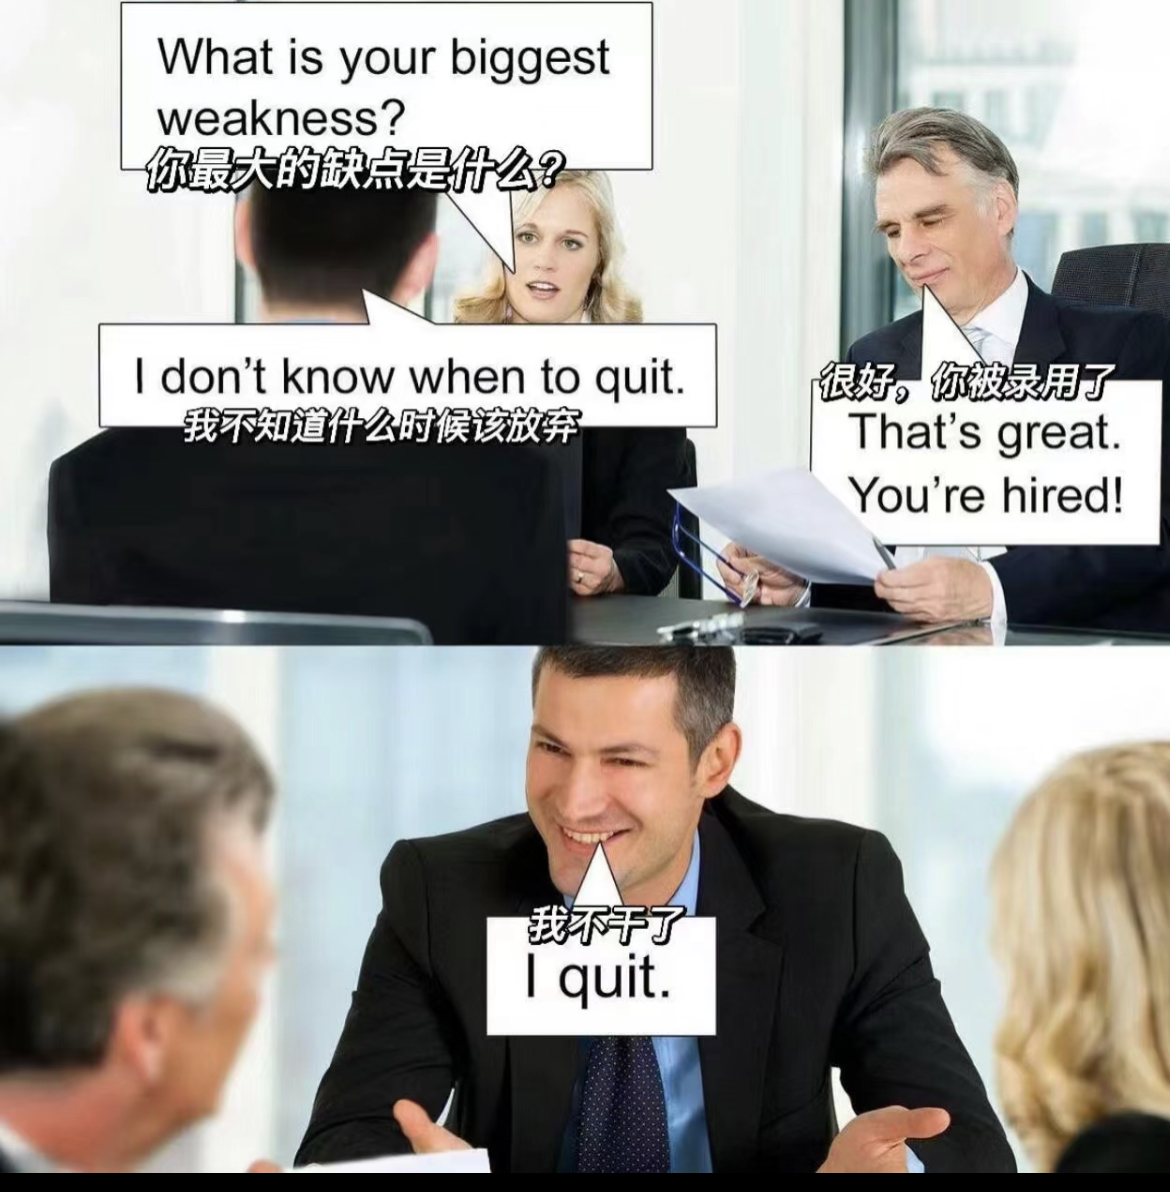 What is your biggest
weakness?
你最大的缺点是什么?
I don't know when to quit.
我不知道什么时候该放弃
很好，你被录用了
That's great.
You're hired!
我不干了
I quit.